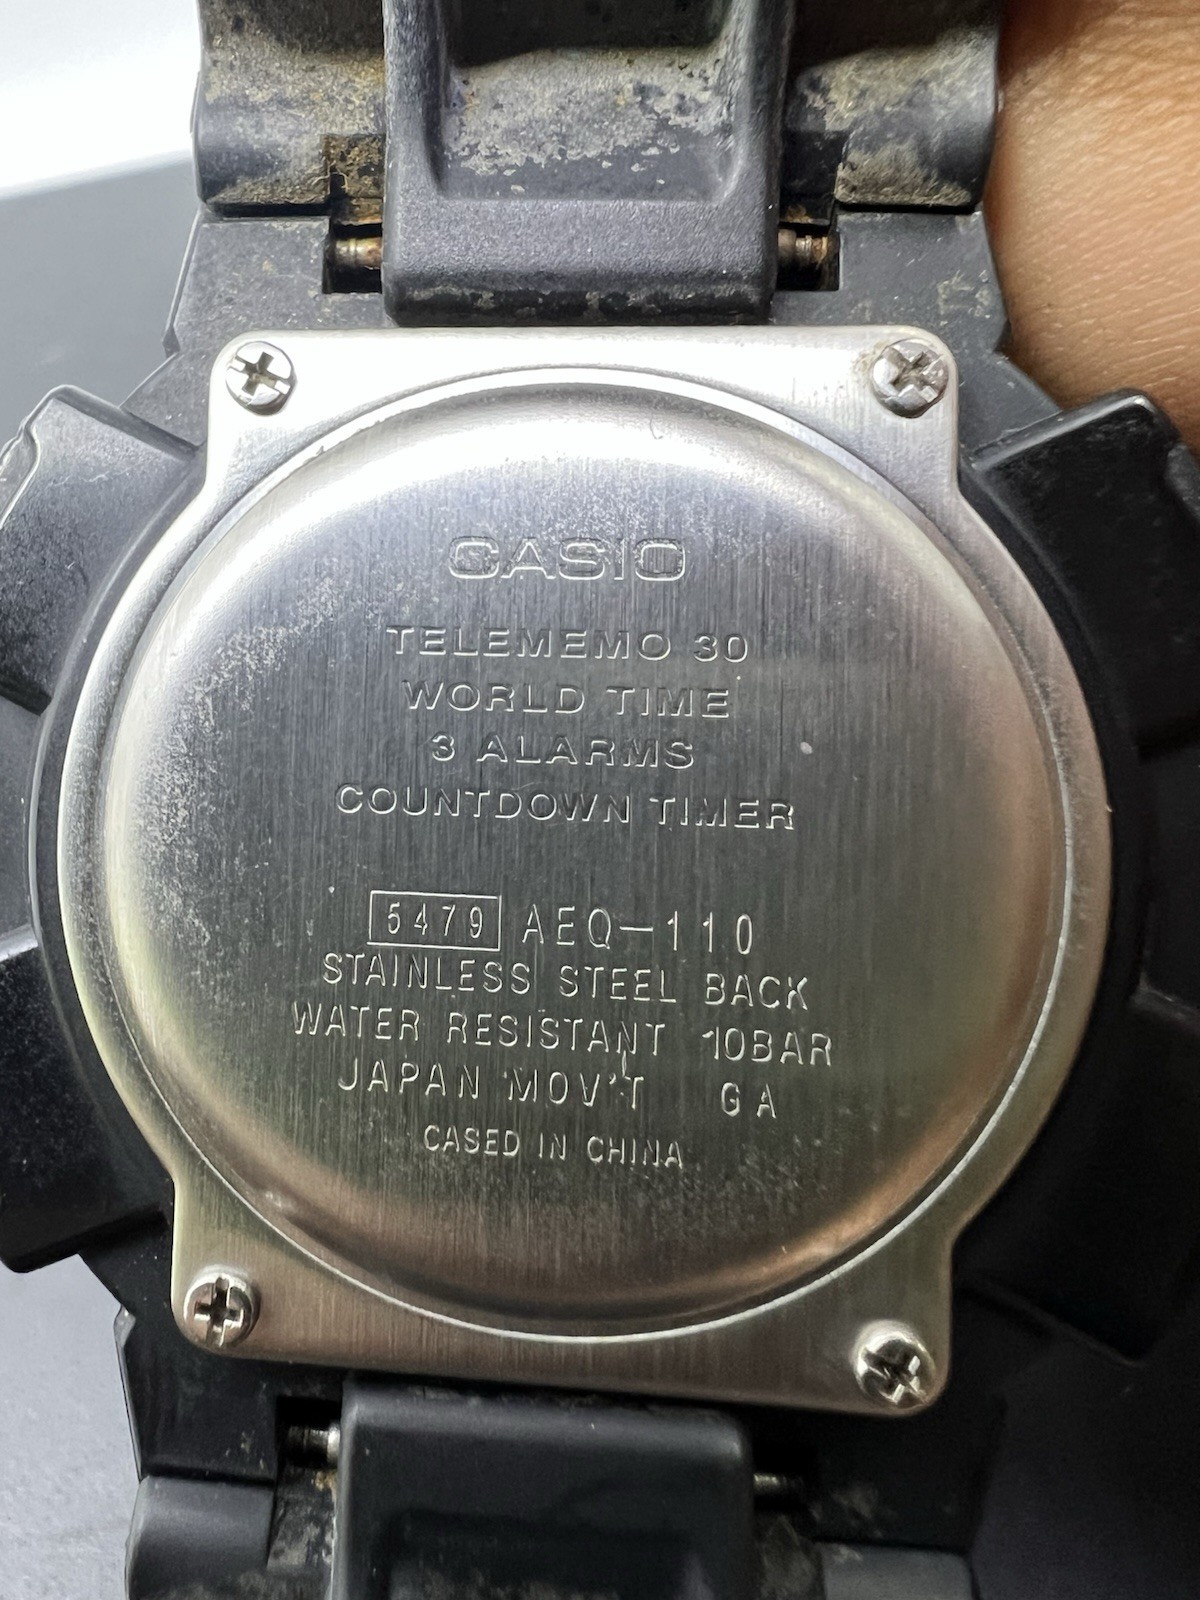 CASIO
TELEMEMO 30
WORLD TIME
3 ALARMS
COUNTDOWN TIMER
5479 AEQ-110
STAINLESS STEEL BACK
WATER RESISTANT 10BAR
JAPAN MOV'T GA
CASED IN CHINA